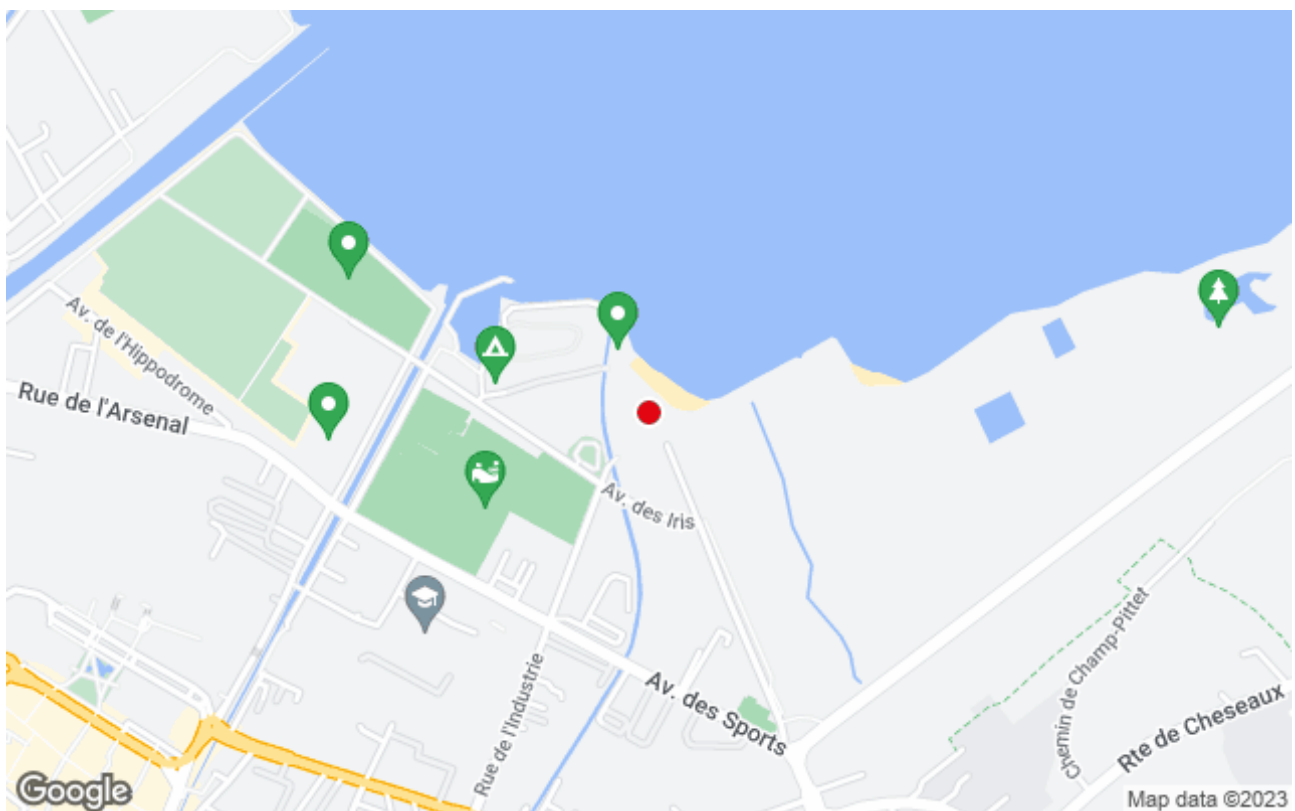 Av. de l'Hippodrome
Rue de l'Arsenal
Av. des Iris
Av. des Sports
Rue de l'Industrie
Chemin de Champ-Pittet
Rte de Cheseaux
Google
Map data ©2023